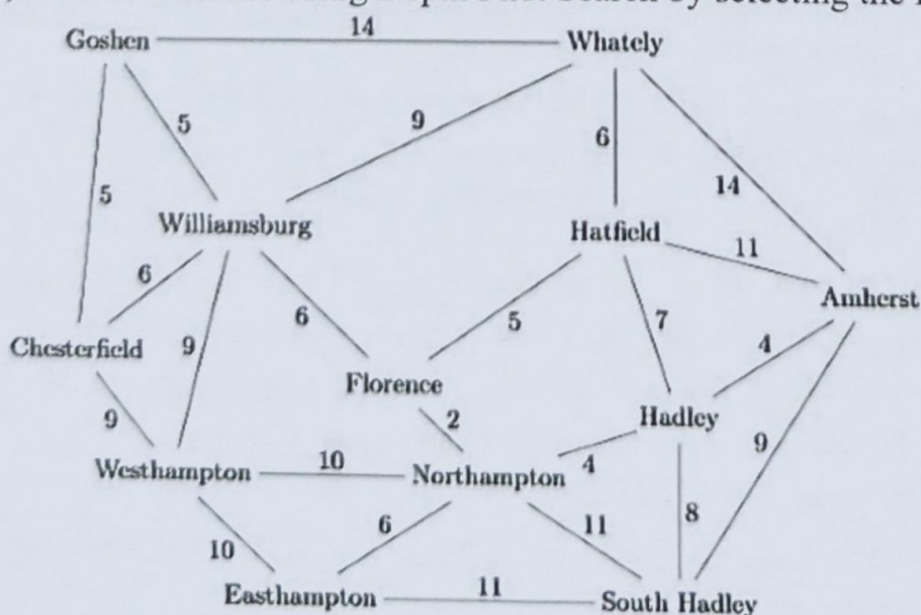 14
Goshen Whately
5 9 6
5 14
Williamsburg Hatfield 11
6 Amherst
Chesterfield 9 6 5 7 4
Florence
9 2 Hadley 9
Westhampton 10 Northampton 4
10 6 11 8
Easthampton 11 South Hadley